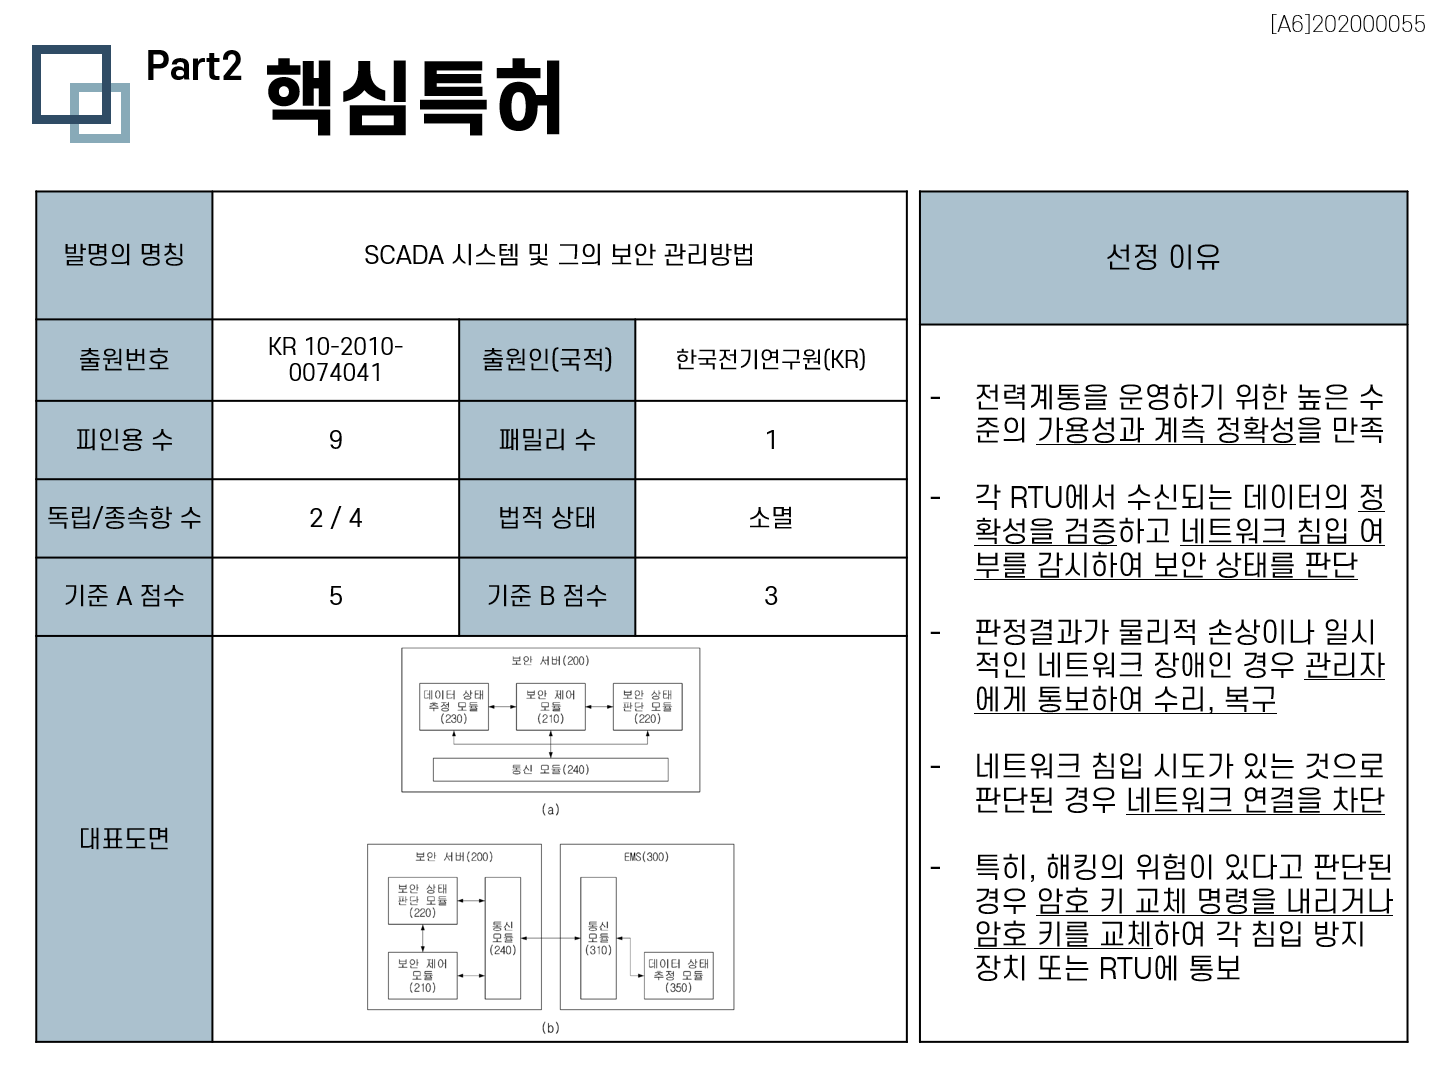 [A6]202000055
Part2 핵심특허
발명의 명칭
SCADA 시스템 및 그의 보안 관리방법
출원번호
KR 10-2010-
0074041
출원인(국적)
한국전기연구원(KR)
피인용 수
9
패밀리 수
1
독립/종속항 수
2 / 4
법적 상태
소멸
기준 A 점수
5
기준 B 점수
3
대표도면
보안 서버(200)
데이터 상태
추정 모듈
(230)
보안 제어
모듈
(210)
보안 상태
판단 모듈
(220)
통신 모듈(240)
(a)
보안 서버(200)
보안 상태
판단 모듈
(220)
보안 제어
모듈
(210)
통신
모듈
(240)
EMS(300)
통신
모듈
(310)
데이터 상태
추정 모듈
(350)
(b)
선정 이유
- 전력계통을 운영하기 위한 높은 수
준의 가용성과 계측 정확성을 만족
- 각 RTU에서 수신되는 데이터의 정
확성을 검증하고 네트워크 침입 여
부를 감시하여 보안 상태를 판단
- 판정결과가 물리적 손상이나 일시
적인 네트워크 장애인 경우 관리자
에게 통보하여 수리, 복구
- 네트워크 침입 시도가 있는 것으로
판단된 경우 네트워크 연결을 차단
- 특히, 해킹의 위험이 있다고 판단된
경우 암호 키 교체 명령을 내리거나
암호 키를 교체하여 각 침입 방지
장치 또는 RTU에 통보